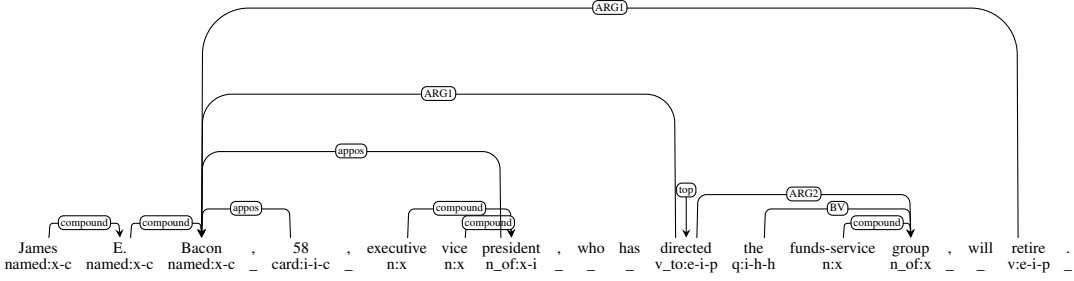 ARG1
ARG1
appos
top
ARG2
compound appos compound BV
compound compound compound compound
James E. Bacon , 58 , executive vice president , who has directed the funds-service group , will retire .
named:x-c named:x-c named:x-c _ card:i-i-c _ n:x n:x n_of:x-i _ _ _ v_to:e-i-p q:i-h-h n:x n_of:x _ _ v:e-i-p _